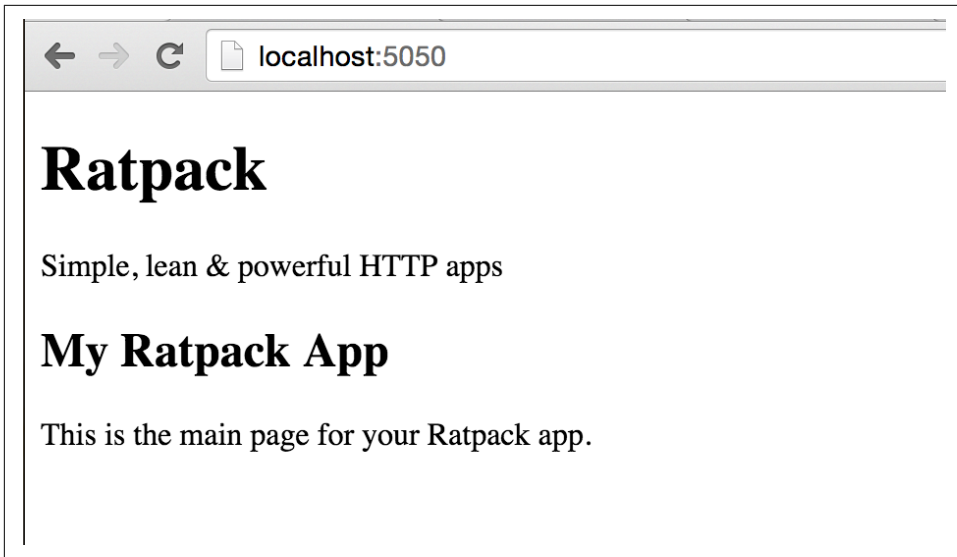 localhost:5050
Ratpack
Simple, lean & powerful HTTP apps
My Ratpack App
This is the main page for your Ratpack app.